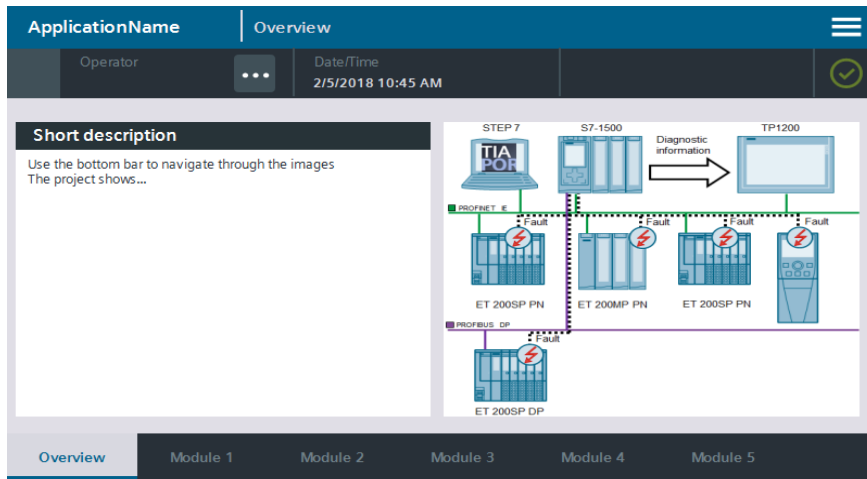 ApplicationName
Overview
Operator
...
Date/Time
2/5/2018 10:45 AM
Short description
Use the bottom bar to navigate through the images
The project shows...
STEP 7
S7-1500
TP1200
Diagnostic
information
TIA
POR
PROFINET IE
Fault
Fault
Fault
Fault
ET 200SP PN
ET 200MP PN
ET 200SP PN
PROFIBUS DP
Fault
ET 200SP DP
Overview
Module 1
Module 2
Module 3
Module 4
Module 5